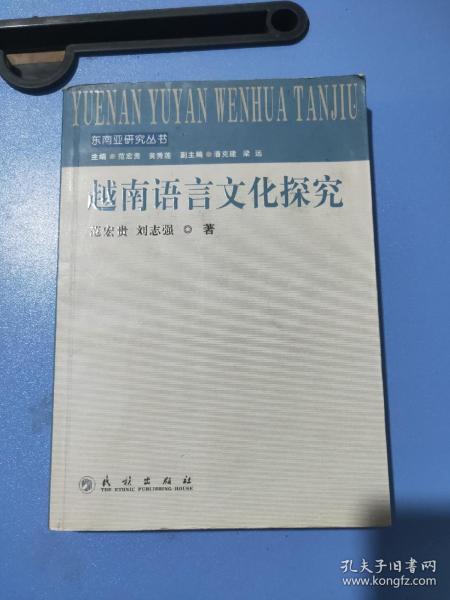 YUENAN YUYAN WENHUA TANJIU
东南亚研究丛书
主编◎范宏贵 黄秀莲 副主编◎潘克建 梁远
越南语言文化探究
范宏贵 刘志强 ◎ 著
民族出版社
THE ETHNIC PUBLISHING HOUSE
孔夫子旧书网
www.kongfz.com